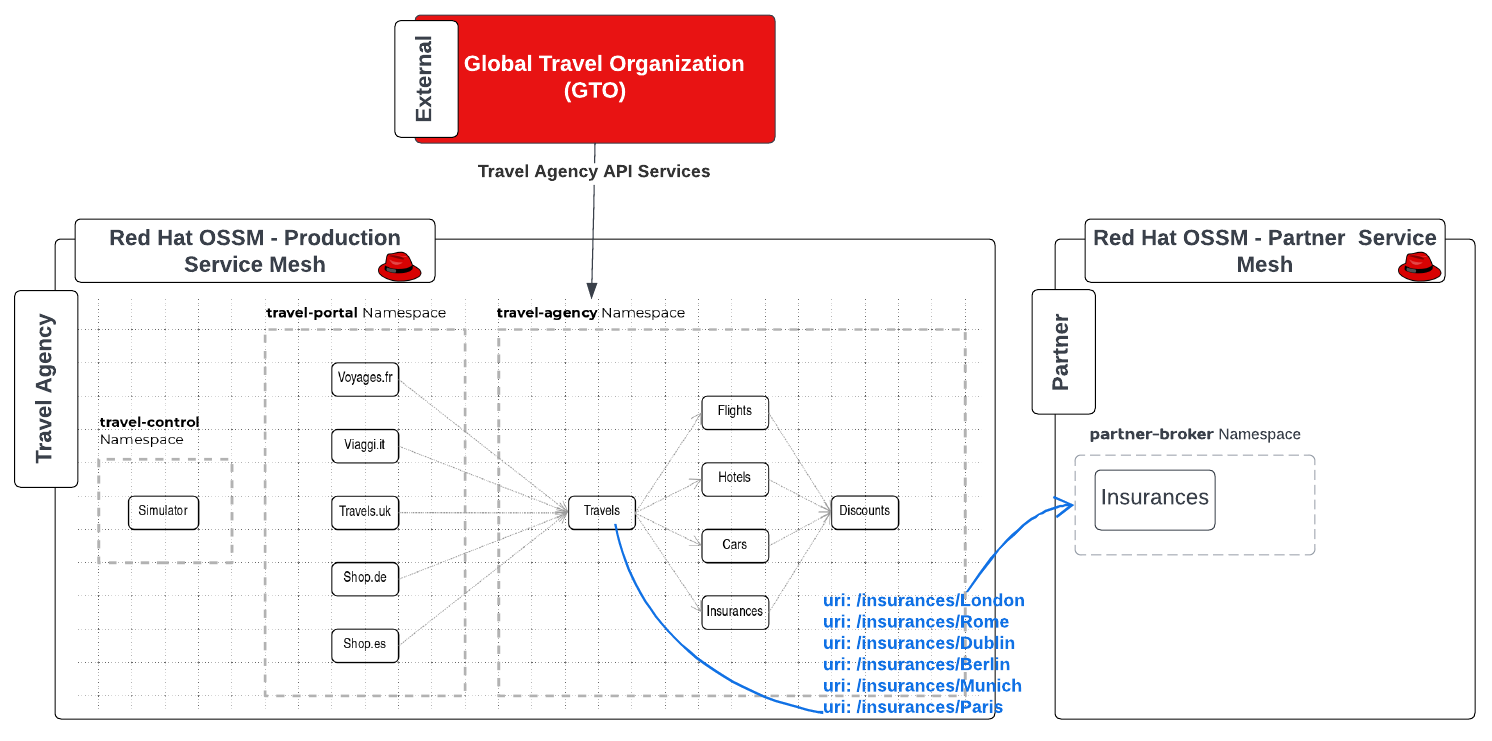 External
Global Travel Organization
(GTO)
Travel Agency API Services
Red Hat OSSM - Production
Service Mesh
Travel Agency
travel-control
Namespace
Simulator
travel-portal Namespace
Voyages.fr
Viaggi.it
Travels.uk
Shop.de
Shop.es
travel-agency Namespace
Travels
Flights
Hotels
Cars
Insurances
Discounts
uri: /insurances/London
uri: /insurances/Rome
uri: /insurances/Dublin
uri: /insurances/Berlin
uri: /insurances/Munich
uri: /insurances/Paris
Red Hat OSSM - Partner Service
Mesh
Partner
partner-broker Namespace
Insurances